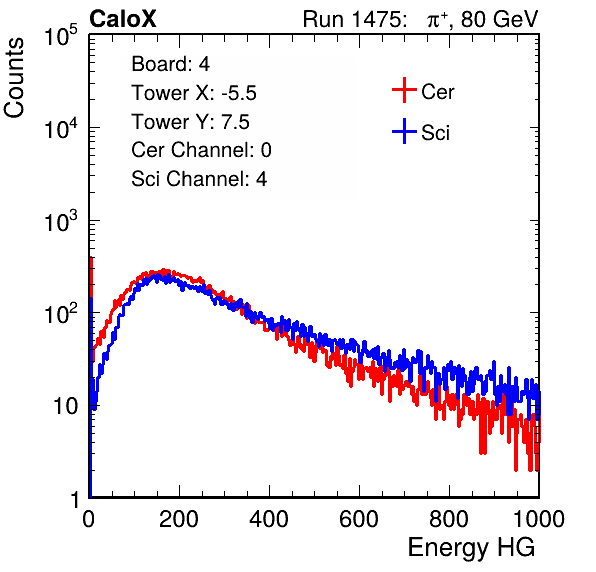 CaloX Run 1475: π⁺, 80 GeV
Counts
Board: 4
Tower X: -5.5
Tower Y: 7.5
Cer Channel: 0
Sci Channel: 4
Cer
Sci
10⁵
10⁴
10³
10²
10
1
0 200 400 600 800 1000
Energy HG